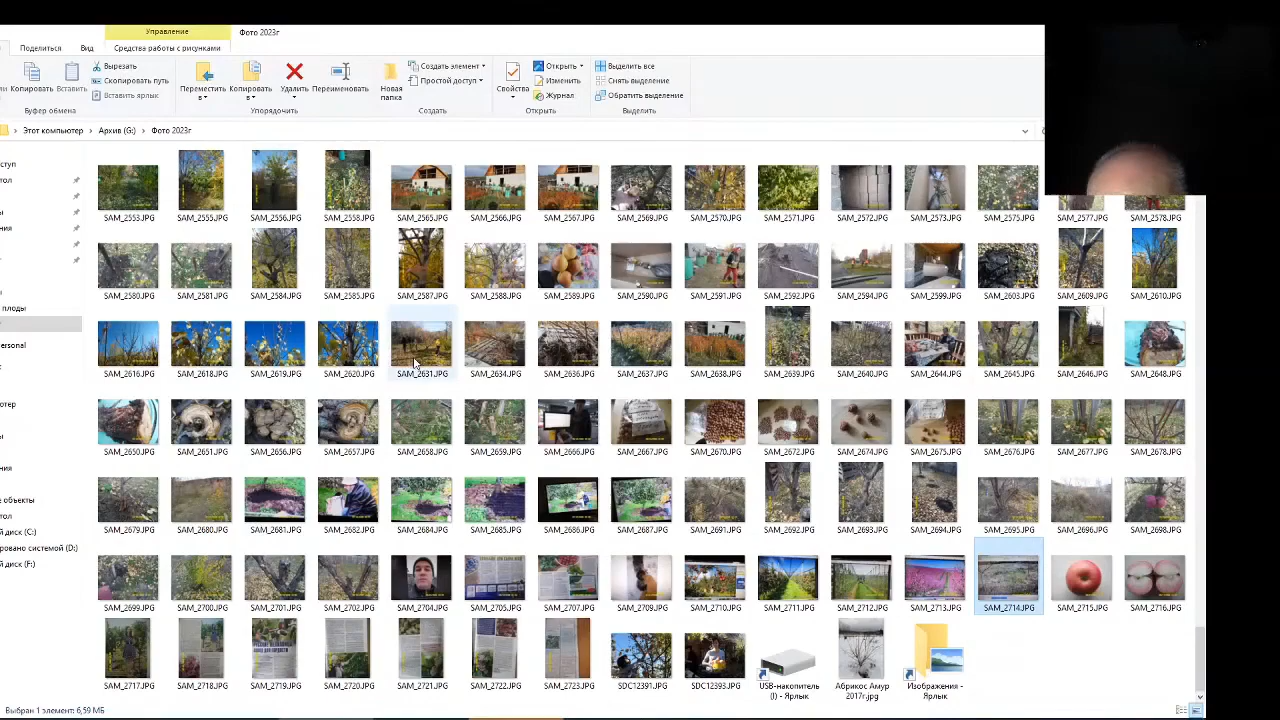 Управление
Фото 2023г
Поделиться
Вид
Средства работы с рисунками
Копировать
Вставить
Вырезать
Скопировать путь
Вставить ярлык
Буфер обмена
Переместить в
Копировать в
Удалить
Переименовать
Упорядочить
Новая папка
Создать элемент
Простой доступ
Создать
Свойства
Открыть
Изменить
Журнал
Открыть
Выделить все
Снять выделение
Обратить выделение
Выделить
Этот компьютер
Архив (G:)
Фото 2023г
SAM_2553.JPG SAM_2555.JPG SAM_2556.JPG SAM_2558.JPG SAM_2565.JPG SAM_2566.JPG SAM_2567.JPG SAM_2569.JPG SAM_2570.JPG SAM_2571.JPG SAM_2572.JPG SAM_2573.JPG SAM_2575.JPG SAM_2577.JPG SAM_2578.JPG
SAM_2580.JPG SAM_2581.JPG SAM_2584.JPG SAM_2585.JPG SAM_2587.JPG SAM_2588.JPG SAM_2589.JPG SAM_2590.JPG SAM_2591.JPG SAM_2592.JPG SAM_2594.JPG SAM_2599.JPG SAM_2603.JPG SAM_2609.JPG SAM_2610.JPG
SAM_2616.JPG SAM_2618.JPG SAM_2619.JPG SAM_2620.JPG SAM_2631.JPG SAM_2634.JPG SAM_2636.JPG SAM_2637.JPG SAM_2638.JPG SAM_2639.JPG SAM_2640.JPG SAM_2644.JPG SAM_2645.JPG SAM_2646.JPG SAM_2648.JPG
SAM_2649.JPG SAM_2651.JPG SAM_2656.JPG SAM_2657.JPG SAM_2658.JPG SAM_2659.JPG SAM_2666.JPG SAM_2667.JPG SAM_2670.JPG SAM_2672.JPG SAM_2674.JPG SAM_2675.JPG SAM_2676.JPG SAM_2677.JPG SAM_2678.JPG
SAM_2679.JPG SAM_2680.JPG SAM_2681.JPG SAM_2682.JPG SAM_2684.JPG SAM_2685.JPG SAM_2686.JPG SAM_2687.JPG SAM_2691.JPG SAM_2692.JPG SAM_2693.JPG SAM_2694.JPG SAM_2695.JPG SAM_2696.JPG SAM_2698.JPG
SAM_2699.JPG SAM_2700.JPG SAM_2701.JPG SAM_2702.JPG SAM_2704.JPG SAM_2705.JPG SAM_2707.JPG SAM_2709.JPG SAM_2710.JPG SAM_2711.JPG SAM_2712.JPG SAM_2713.JPG SAM_2714.JPG SAM_2715.JPG SAM_2716.JPG
SAM_2717.JPG SAM_2718.JPG SAM_2719.JPG SAM_2720.JPG SAM_2721.JPG SAM_2722.JPG SAM_2723.JPG SDC12391.JPG SDC12393.JPG USB-накопитель (I) - Ярлык Абрикос Амур 2017г.jpg Изображения - Ярлык
ступ
тол
ния
плоды
ersonal
тер
ния
е объекты
тол
й диск (C:)
ировано системой (D:)
й диск (F:)
Выбран 1 элемент: 6,59 МБ